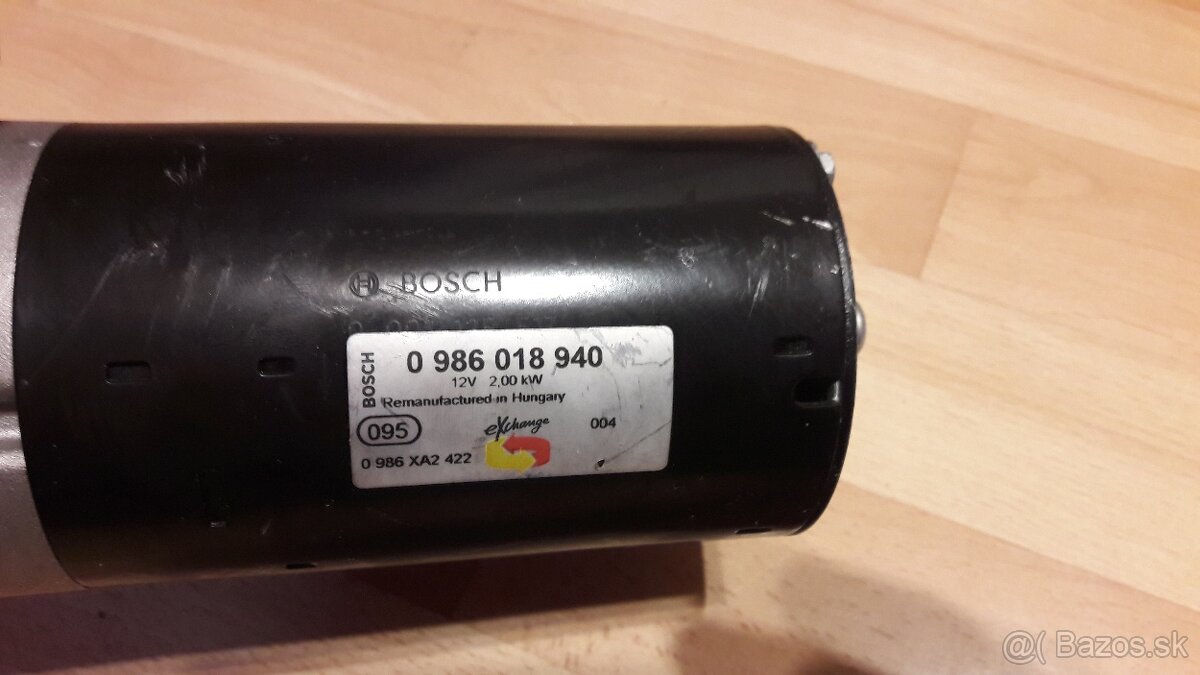 BOSCH
BOSCH
0 986 018 940
12V 2,00 kW
Remanufactured in Hungary
095
eXchange
004
0 986 XA2 422
@( Bazos.sk